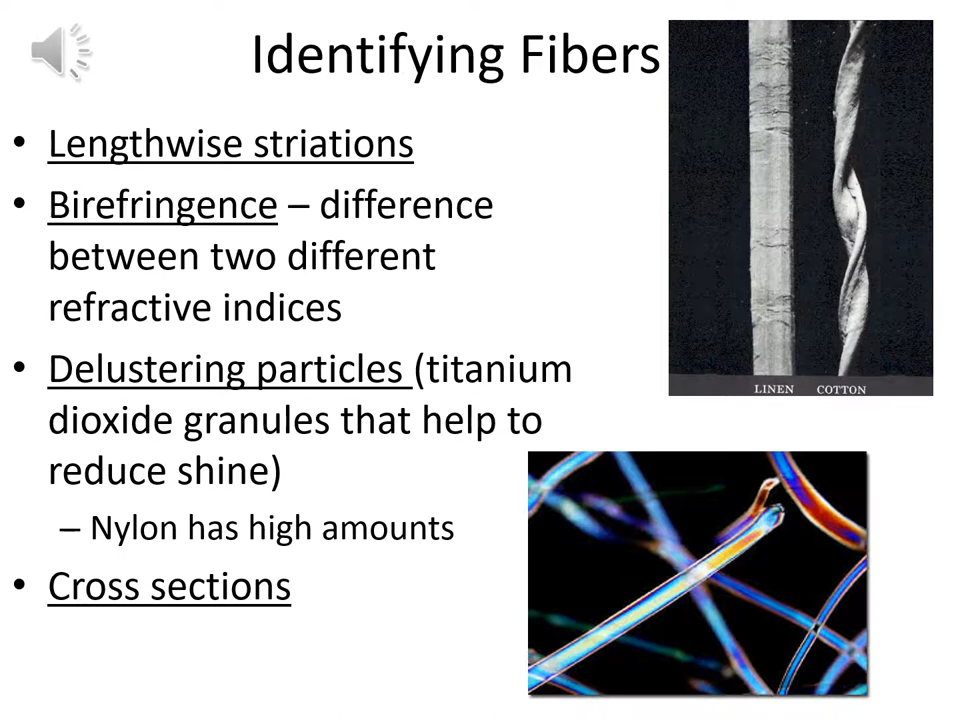 Identifying Fibers
• Lengthwise striations
• Birefringence – difference
between two different
refractive indices
• Delustering particles (titanium
dioxide granules that help to
reduce shine)
– Nylon has high amounts
• Cross sections
LINEN COTTON